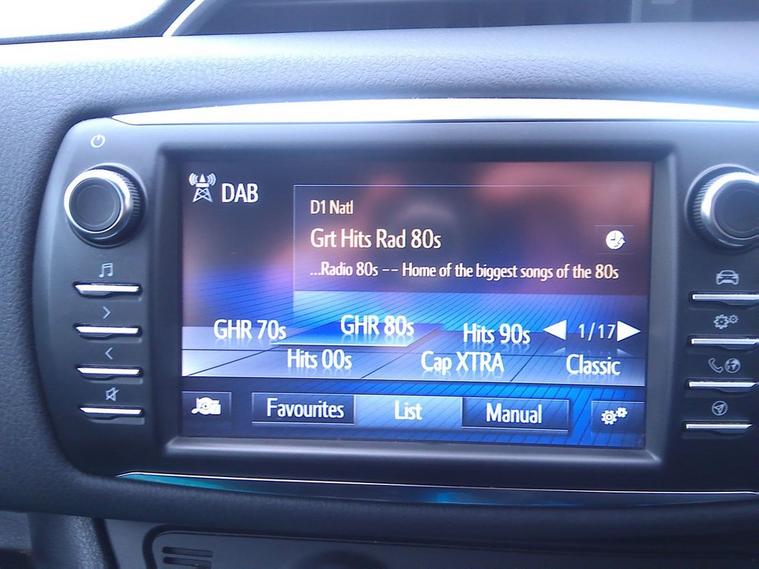 DAB
D1 Natl
Grt Hits Rad 80s
...Radio 80s -- Home of the biggest songs of the 80s
GHR 70s GHR 80s Hits 90s 1/17
Hits 00s Cap XTRA Classic
Favourites List Manual